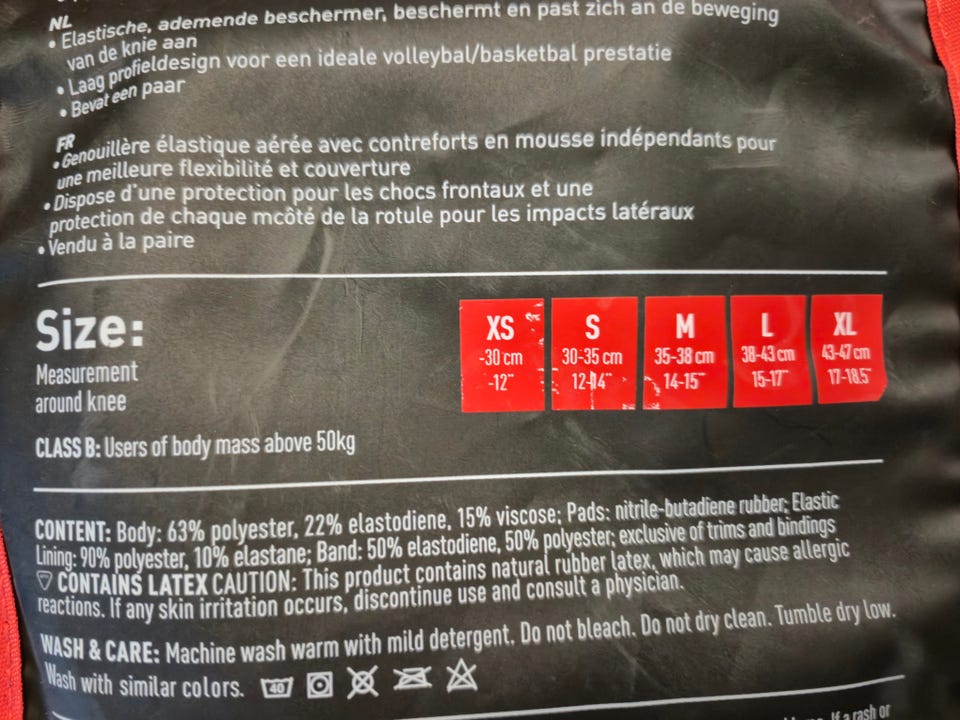 NL
• Elastische, ademende beschermer, beschermt en past zich an de beweging
van de knie aan
• Laag profieldesign voor een ideale volleybal/basketbal prestatie
• Bevat een paar
FR
• Genouillère élastique aérée avec contreforts en mousse indépendants pour
une meilleure flexibilité et couverture
• Dispose d'une protection pour les chocs frontaux et une
protection de chaque mcôté de la rotule pour les impacts latéraux
• Vendu à la paire
Size:
Measurement
around knee
XS
-30 cm
-12"
S
30-35 cm
12-14"
M
35-38 cm
14-15"
L
38-43 cm
15-17"
XL
43-47 cm
17-18.5"
CLASS B: Users of body mass above 50kg
CONTENT: Body: 63% polyester, 22% elastodiene, 15% viscose; Pads: nitrile-butadiene rubber; Elastic
Lining: 90% polyester, 10% elastane; Band: 50% elastodiene, 50% polyester; exclusive of trims and bindings
CONTAINS LATEX CAUTION: This product contains natural rubber latex, which may cause allergic
reactions. If any skin irritation occurs, discontinue use and consult a physician.
WASH & CARE: Machine wash warm with mild detergent. Do not bleach. Do not dry clean. Tumble dry low.
Wash with similar colors. 40
If a rash or